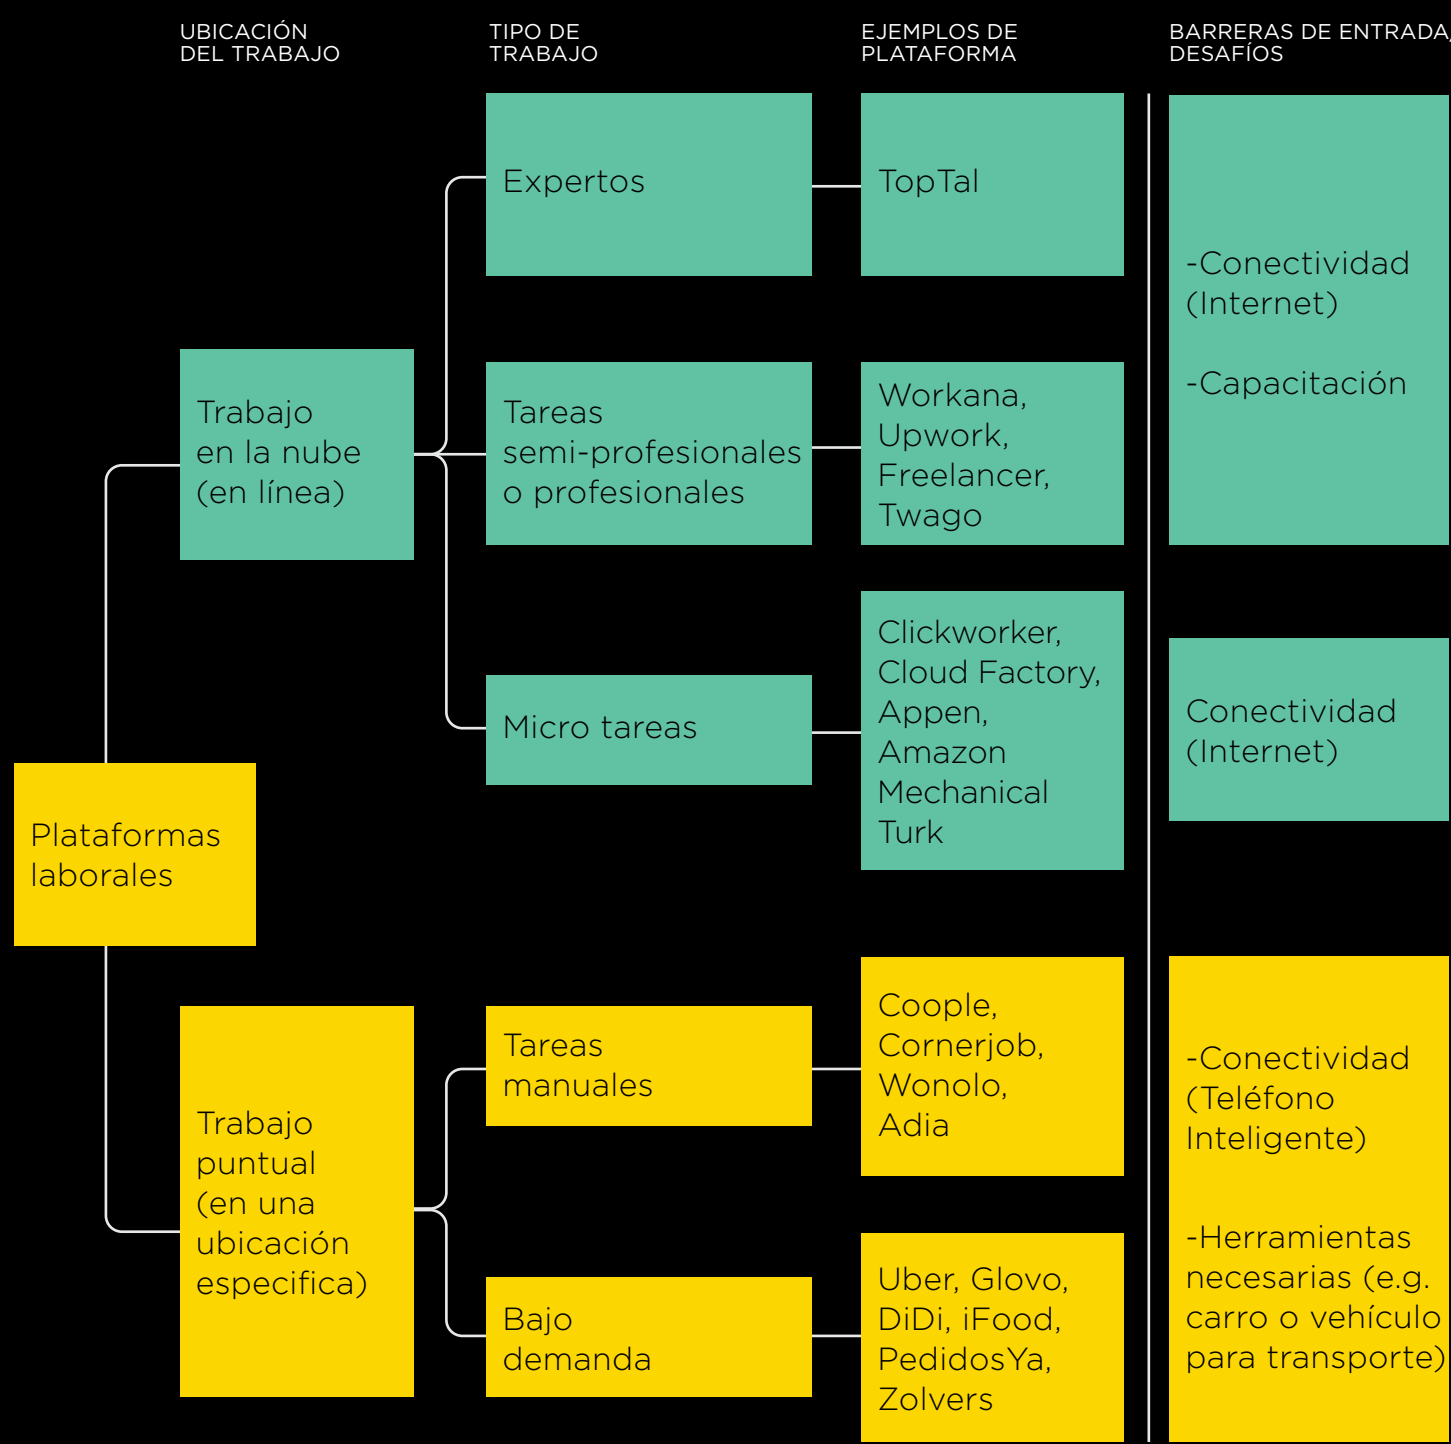 UBICACIÓN
DEL TRABAJO
TIPO DE
TRABAJO
EJEMPLOS DE
PLATAFORMA
BARRERAS DE ENTRADA/
DESAFÍOS
Plataformas
laborales
Trabajo
en la nube
(en línea)
Expertos
TopTal
Tareas
semi-profesionales
o profesionales
Workana,
Upwork,
Freelancer,
Twago
-Conectividad
(Internet)
-Capacitación
Micro tareas
Clickworker,
Cloud Factory,
Appen,
Amazon
Mechanical
Turk
Conectividad
(Internet)
Trabajo
puntual
(en una
ubicación
especifica)
Tareas
manuales
Coople,
Cornerjob,
Wonolo,
Adia
Bajo
demanda
Uber, Glovo,
DiDi, iFood,
PedidosYa,
Zolvers
-Conectividad
(Teléfono
Inteligente)
-Herramientas
necesarias (e.g.
carro o vehículo
para transporte)